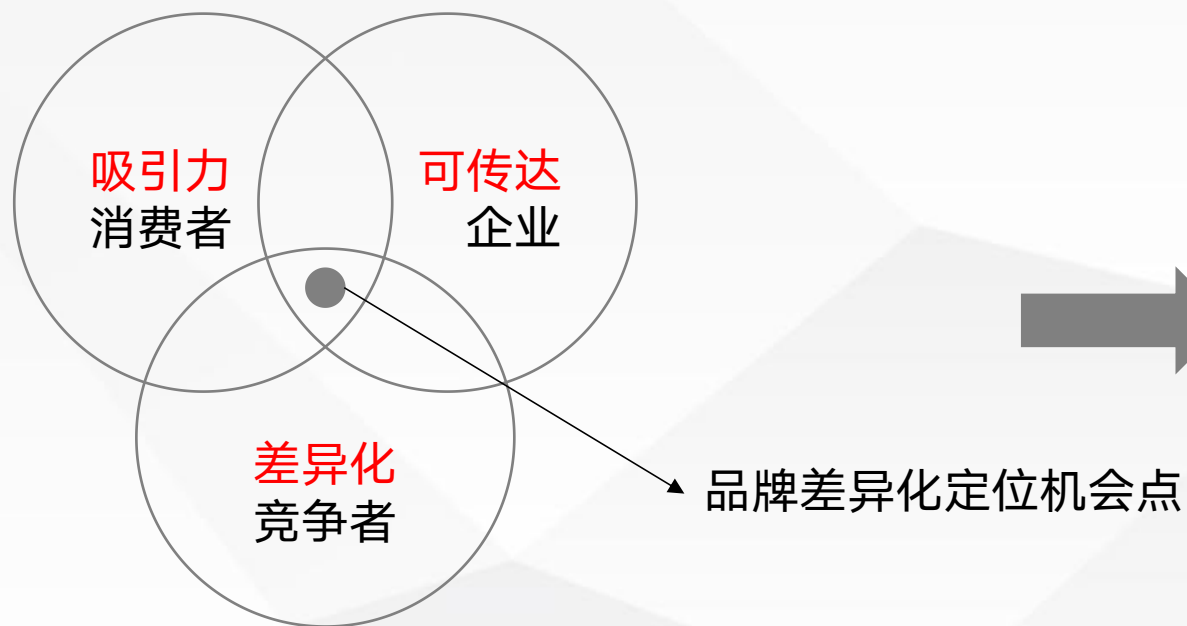 吸引力
消费者
可传达
企业
差异化
竞争者
品牌差异化定位机会点